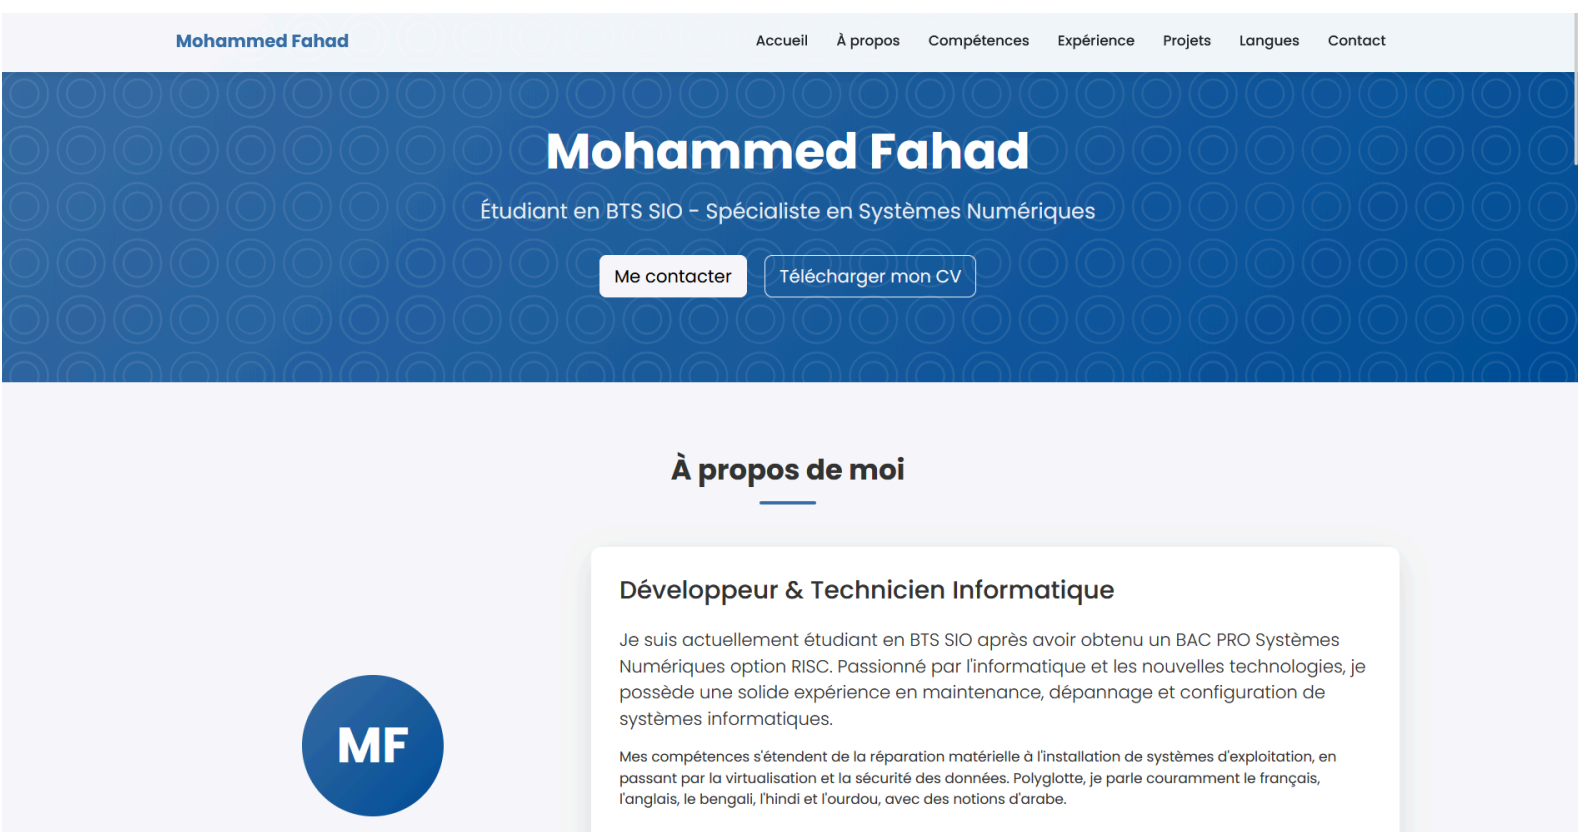 Mohammed Fahad
Accueil À propos Compétences Expérience Projets Langues Contact
Mohammed Fahad
Étudiant en BTS SIO - Spécialiste en Systèmes Numériques
Me contacter Télécharger mon CV
À propos de moi
MF
Développeur & Technicien Informatique
Je suis actuellement étudiant en BTS SIO après avoir obtenu un BAC PRO Systèmes
Numériques option RISC. Passionné par l'informatique et les nouvelles technologies, je
possède une solide expérience en maintenance, dépannage et configuration de
systèmes informatiques.
Mes compétences s'étendent de la réparation matérielle à l'installation de systèmes d'exploitation, en
passant par la virtualisation et la sécurité des données. Polyglotte, je parle couramment le français,
l'anglais, le bengali, l'hindi et l'ourdou, avec des notions d'arabe.